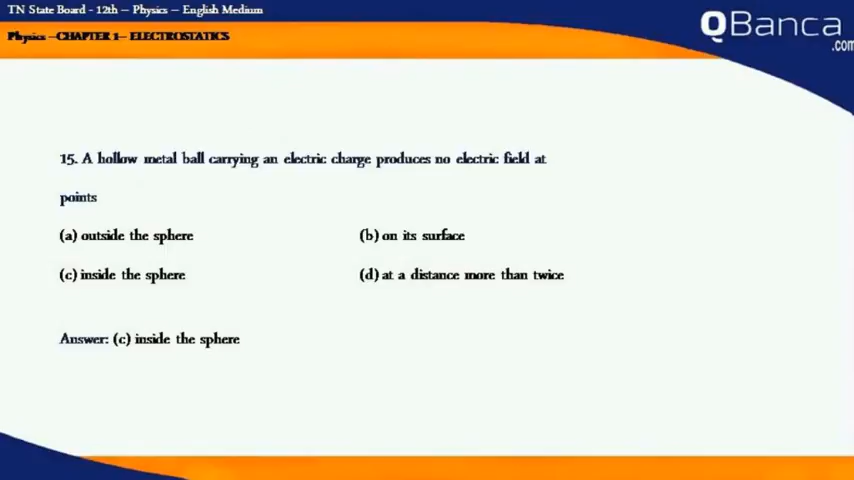 TN State Board - 12th – Physics – English Medium
Physics –CHAPTER 1– ELECTROSTATICS
QBanca
.com
15. A hollow metal ball carrying an electric charge produces no electric field at
points
(a) outside the sphere (b) on its surface
(c) inside the sphere (d) at a distance more than twice
Answer: (c) inside the sphere